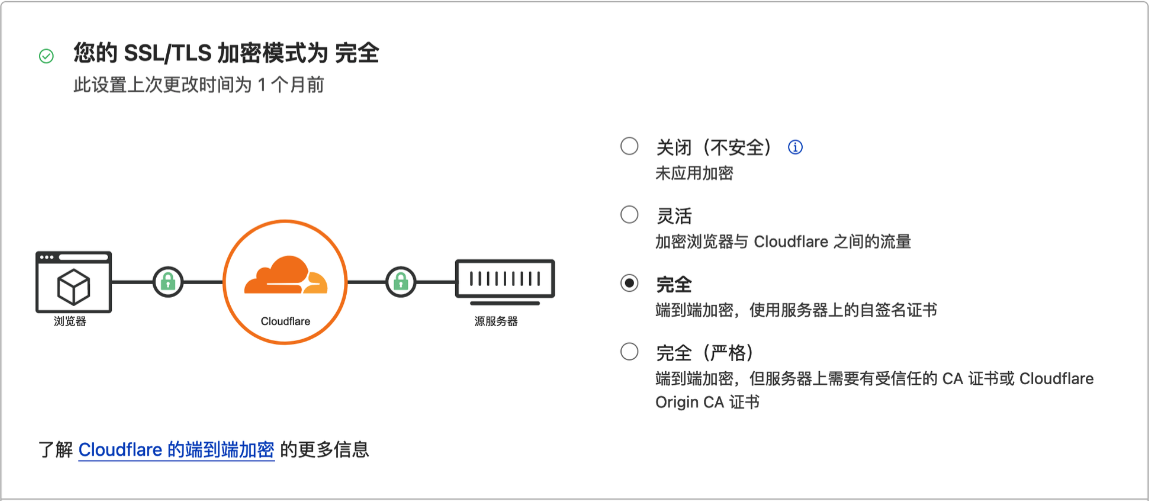 您的 SSL/TLS 加密模式为 完全
此设置上次更改时间为 1 个月前
关闭（不安全）
未应用加密
灵活
加密浏览器与 Cloudflare 之间的流量
完全
端到端加密，使用服务器上的自签名证书
完全（严格）
端到端加密，但服务器上需要有受信任的 CA 证书或 Cloudflare
Origin CA 证书
浏览器
Cloudflare
源服务器
了解 Cloudflare 的端到端加密 的更多信息